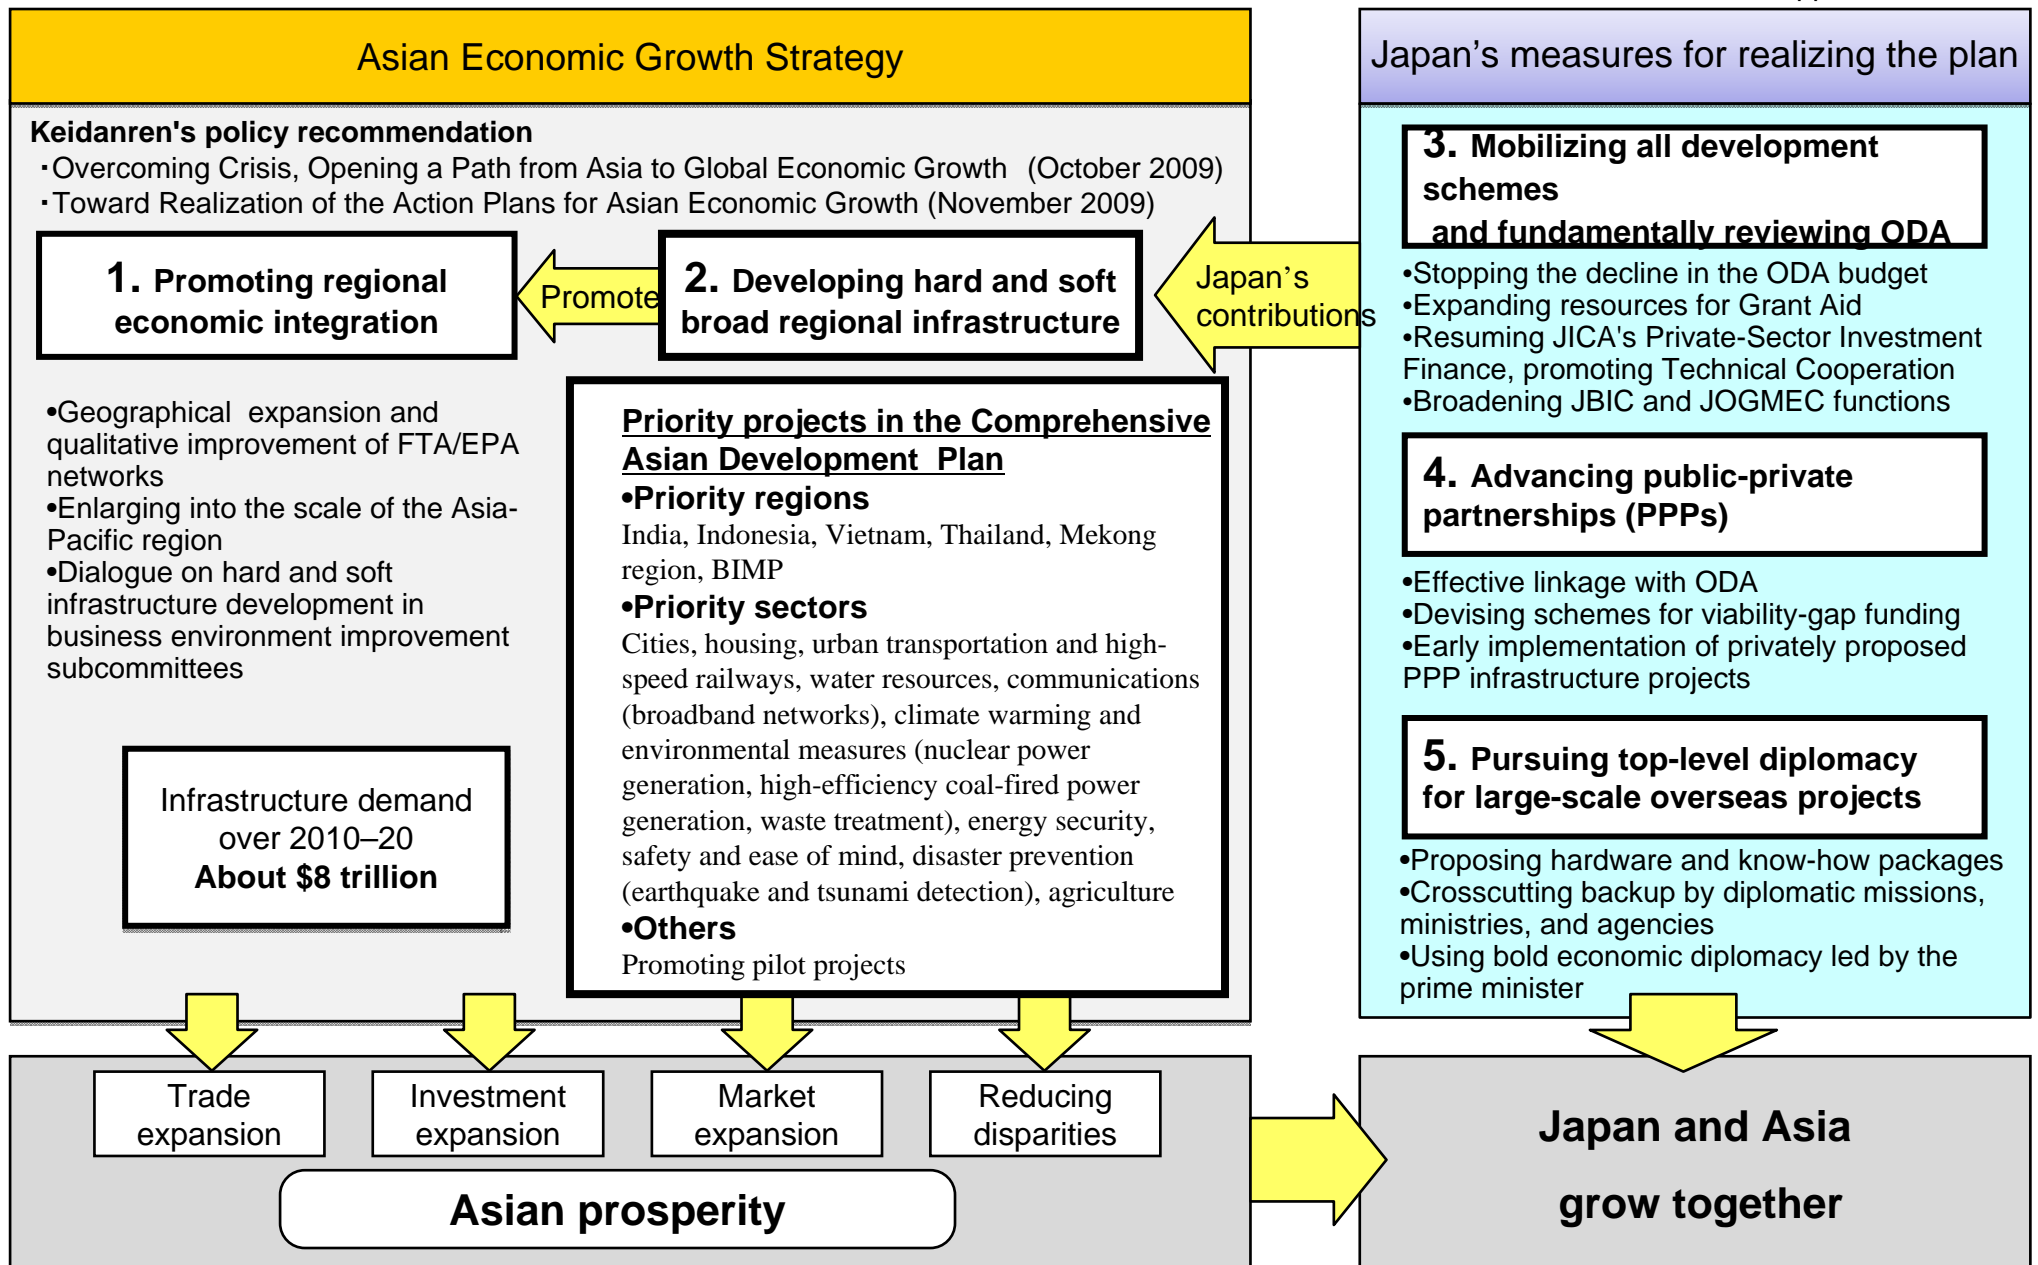 Asian Economic Growth Strategy
Keidanren's policy recommendation
・Overcoming Crisis, Opening a Path from Asia to Global Economic Growth (October 2009)
・Toward Realization of the Action Plans for Asian Economic Growth (November 2009)
1. Promoting regional
economic integration
Promote
2. Developing hard and soft
broad regional infrastructure
Japan's
contributions
•Geographical expansion and
qualitative improvement of FTA/EPA
networks
•Enlarging into the scale of the Asia-
Pacific region
•Dialogue on hard and soft
infrastructure development in
business environment improvement
subcommittees
Infrastructure demand
over 2010–20
About $8 trillion
Priority projects in the Comprehensive
Asian Development Plan
•Priority regions
India, Indonesia, Vietnam, Thailand, Mekong
region, BIMP
•Priority sectors
Cities, housing, urban transportation and high-
speed railways, water resources, communications
(broadband networks), climate warming and
environmental measures (nuclear power
generation, high-efficiency coal-fired power
generation, waste treatment), energy security,
safety and ease of mind, disaster prevention
(earthquake and tsunami detection), agriculture
•Others
Promoting pilot projects
Japan's measures for realizing the plan
3. Mobilizing all development
schemes
and fundamentally reviewing ODA
•Stopping the decline in the ODA budget
•Expanding resources for Grant Aid
•Resuming JICA's Private-Sector Investment
Finance, promoting Technical Cooperation
•Broadening JBIC and JOGMEC functions
4. Advancing public-private
partnerships (PPPs)
•Effective linkage with ODA
•Devising schemes for viability-gap funding
•Early implementation of privately proposed
PPP infrastructure projects
5. Pursuing top-level diplomacy
for large-scale overseas projects
•Proposing hardware and know-how packages
•Crosscutting backup by diplomatic missions,
ministries, and agencies
•Using bold economic diplomacy led by the
prime minister
Trade
expansion
Investment
expansion
Market
expansion
Reducing
disparities
Asian prosperity
Japan and Asia
grow together